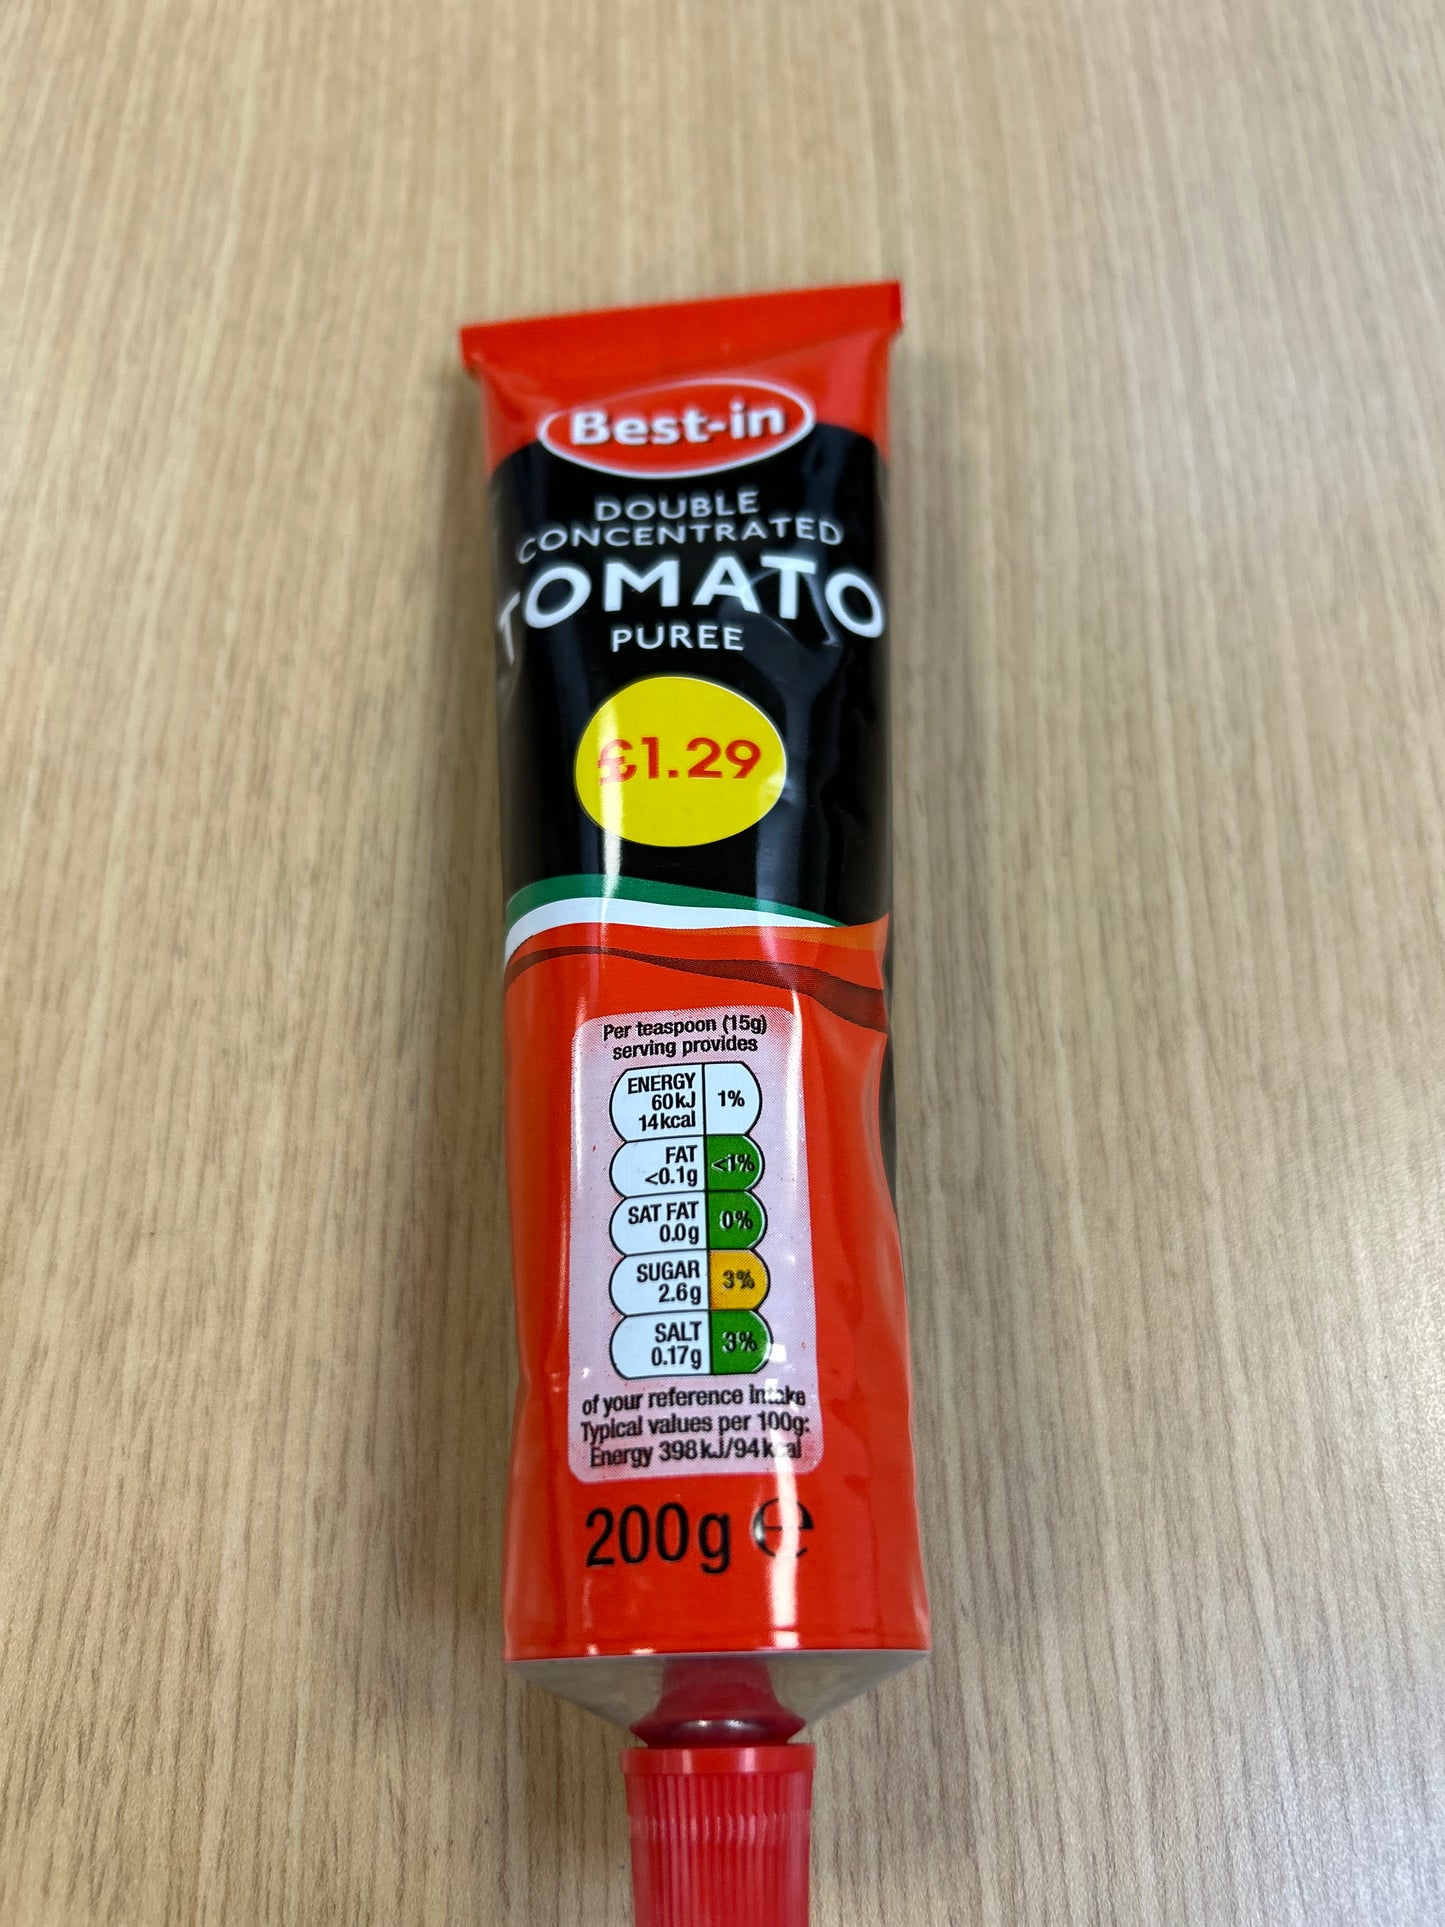 Best-in
DOUBLE
CONCENTRATED
TOMATO
PUREE
£1.29
Per teaspoon (15g)
serving provides
ENERGY
60kJ 1%
14kcal
FAT
<0.1g <1%
SAT FAT
0.0g 0%
SUGAR
2.6g 3%
SALT
0.17g 3%
of your reference Intake
Typical values per 100g:
Energy 398kJ/94kcal
200g ℮